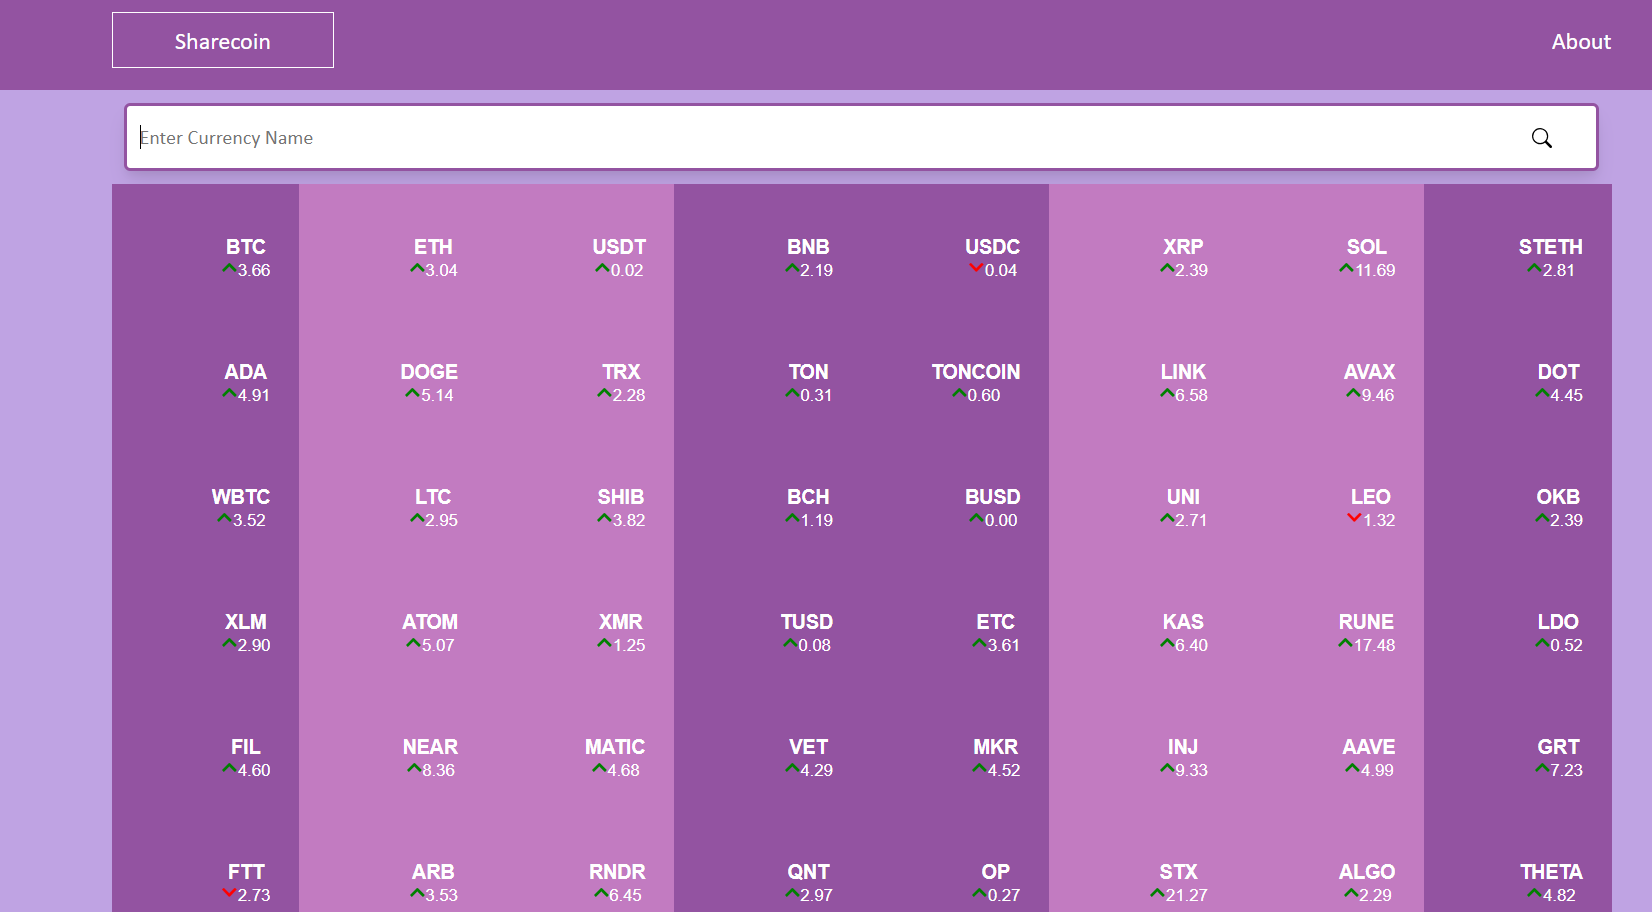 Sharecoin About
Enter Currency Name
BTC ETH USDT BNB USDC XRP SOL STETH
3.66 3.04 0.02 2.19 0.04 2.39 11.69 2.81
ADA DOGE TRX TON TONCOIN LINK AVAX DOT
4.91 5.14 2.28 0.31 0.60 6.58 9.46 4.45
WBTC LTC SHIB BCH BUSD UNI LEO OKB
3.52 2.95 3.82 1.19 0.00 2.71 1.32 2.39
XLM ATOM XMR TUSD ETC KAS RUNE LDO
2.90 5.07 1.25 0.08 3.61 6.40 17.48 0.52
FIL NEAR MATIC VET MKR INJ AAVE GRT
4.60 8.36 4.68 4.29 4.52 9.33 4.99 7.23
FTT ARB RNDR QNT OP STX ALGO THETA
2.73 3.53 6.45 2.97 0.27 21.27 2.29 4.82